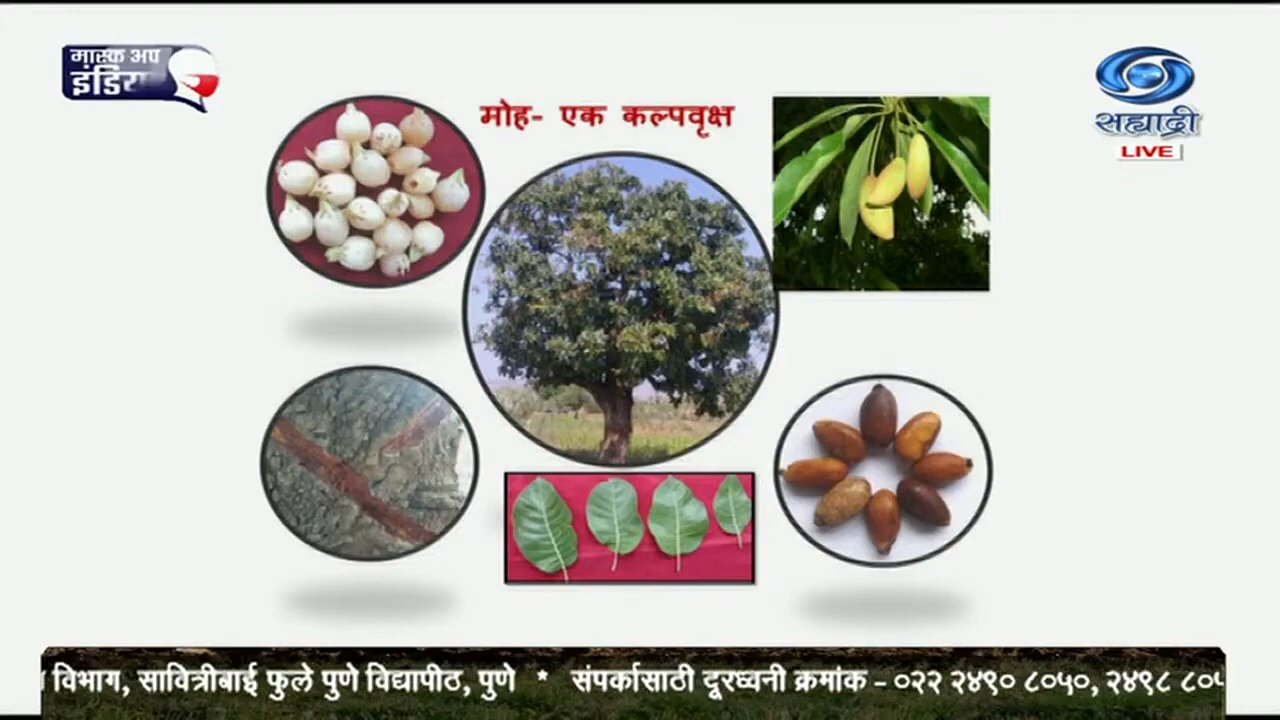 मास्क अप
इंडिया
मोह- एक कल्पवृक्ष
सह्याद्री
LIVE
विभाग, सावित्रीबाई फुले पुणे विद्यापीठ, पुणे * संपर्कासाठी दूरध्वनी क्रमांक - ०२२ २४९० ८०५०, २४९८